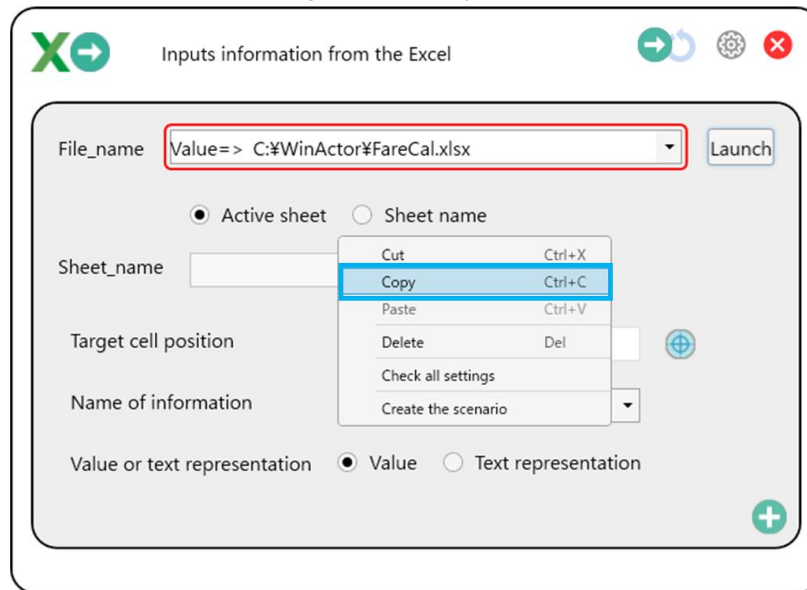 Inputs information from the Excel
File_name Value=> C:¥WinActor¥FareCal.xlsx Launch
Active sheet Sheet name
Sheet_name
Cut Ctrl+X
Copy Ctrl+C
Paste Ctrl+V
Target cell position
Delete Del
Check all settings
Name of information
Create the scenario
Value or text representation Value Text representation